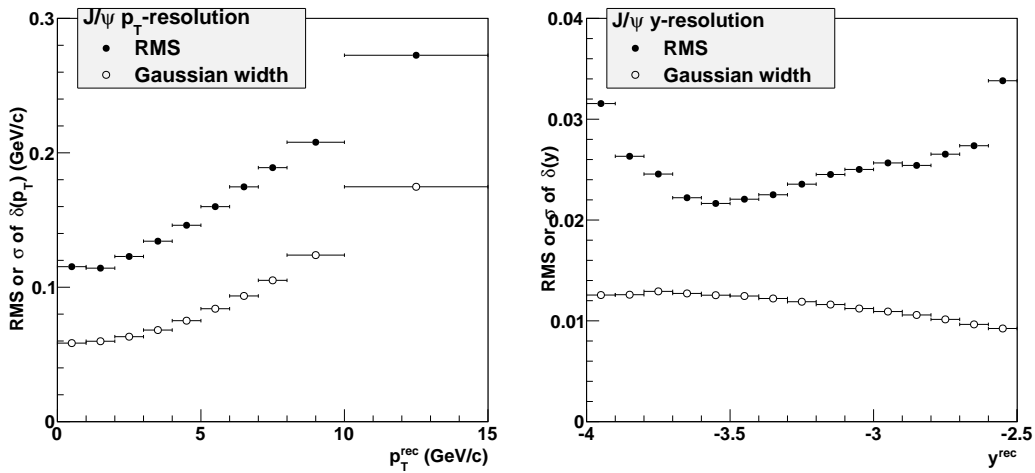 J/ψ p_T-resolution
RMS
Gaussian width
0.3
0.2
0.1
0
RMS or σ of δ(p_T) (GeV/c)
0 5 10 15
p_T^rec (GeV/c)
J/ψ y-resolution
RMS
Gaussian width
0.04
0.03
0.02
0.01
0
RMS or σ of δ(y)
-4 -3.5 -3 -2.5
y^rec